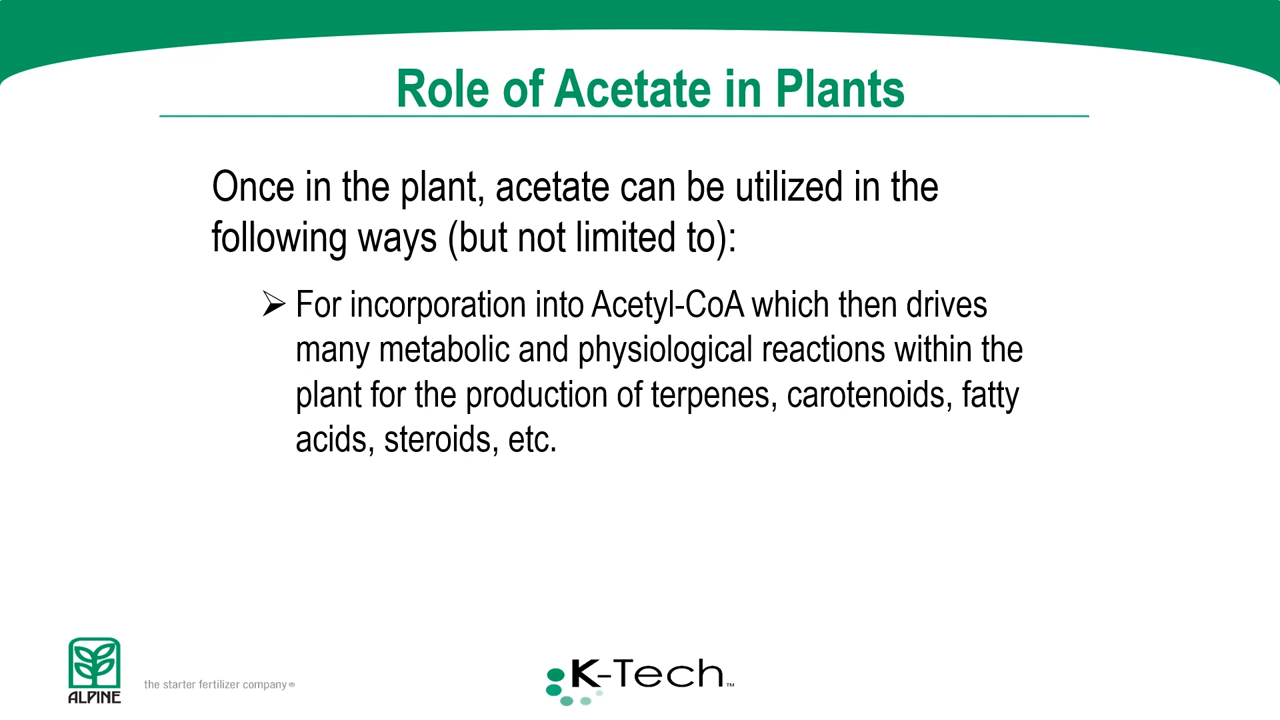 Role of Acetate in Plants
Once in the plant, acetate can be utilized in the
following ways (but not limited to):
➢ For incorporation into Acetyl-CoA which then drives
many metabolic and physiological reactions within the
plant for the production of terpenes, carotenoids, fatty
acids, steroids, etc.
ALPINE
the starter fertilizer company®
K-Tech™